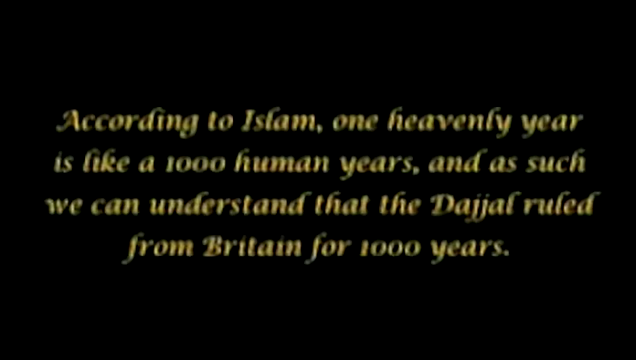 According to Islam, one heavenly year
is like a 1000 human years, and as such
we can understand that the Dajjal ruled
from Britain for 1000 years.